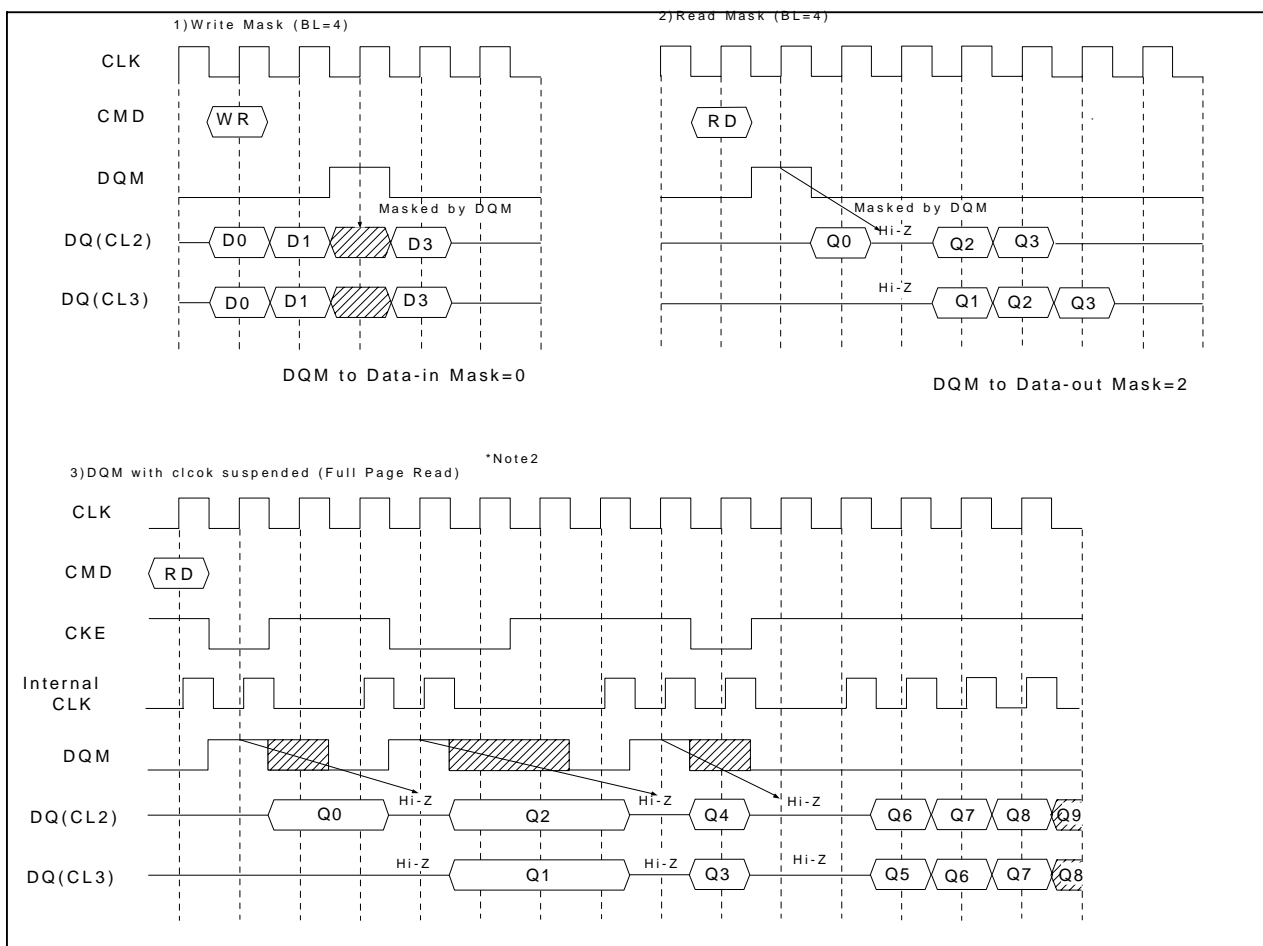 1)Write Mask (BL=4)
CLK
CMD
WR
DQM
Masked by DQM
DQ(CL2)
D0
D1
D3
DQ(CL3)
D0
D1
D3
DQM to Data-in Mask=0
2)Read Mask (BL=4)
RD
Masked by DQM
Hi-Z
Q0
Q2
Q3
Hi-Z
Q1
Q2
Q3
DQM to Data-out Mask=2
3)DQM with clcok suspended (Full Page Read)
*Note2
CLK
CMD
RD
CKE
Internal
CLK
DQM
Hi-Z
Hi-Z
Hi-Z
DQ(CL2)
Q0
Q2
Q4
Q6
Q7
Q8
Q9
Hi-Z
Hi-Z
Hi-Z
DQ(CL3)
Q1
Q3
Q5
Q6
Q7
Q8